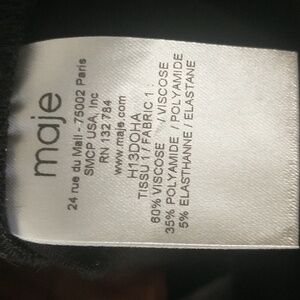 maje
24 rue du Mail - 75002 Paris
SMCP USA, Inc
RN 132 784
www.maje.com
H13DOHA
TISSU 1 / FABRIC 1 :
60% VISCOSE / VISCOSE
35% POLYAMIDE / POLYAMIDE
5% ELASTHANNE / ELASTANE